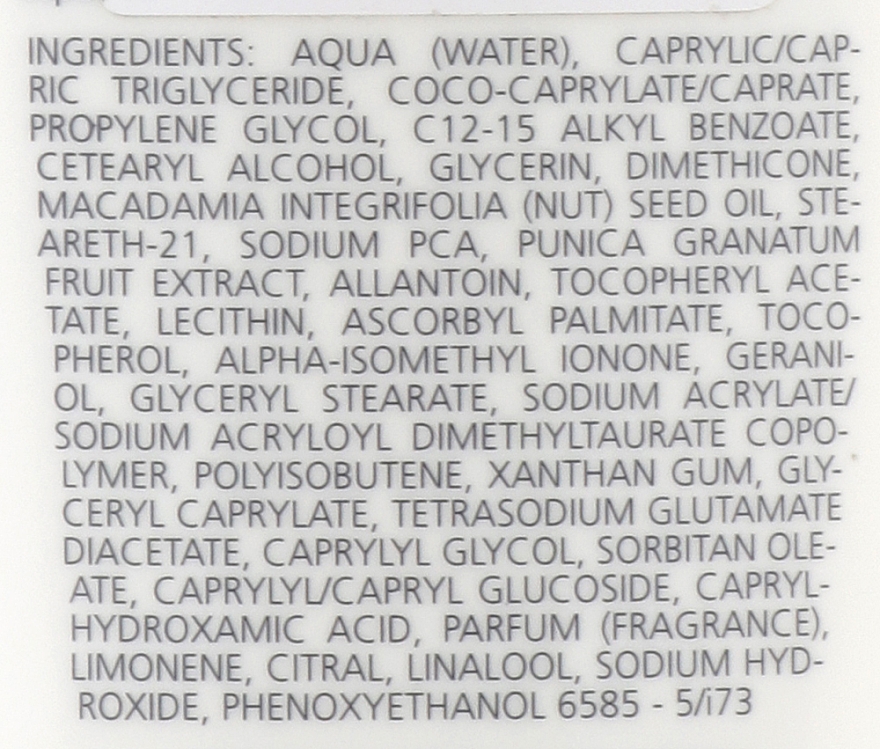 INGREDIENTS: AQUA (WATER), CAPRYLIC/CAP-
RIC TRIGLYCERIDE, COCO-CAPRYLATE/CAPRATE,
PROPYLENE GLYCOL, C12-15 ALKYL BENZOATE,
CETEARYL ALCOHOL, GLYCERIN, DIMETHICONE,
MACADAMIA INTEGRIFOLIA (NUT) SEED OIL, STE-
ARETH-21, SODIUM PCA, PUNICA GRANATUM
FRUIT EXTRACT, ALLANTOIN, TOCOPHERYL ACE-
TATE, LECITHIN, ASCORBYL PALMITATE, TOCO-
PHEROL, ALPHA-ISOMETHYL IONONE, GERANI-
OL, GLYCERYL STEARATE, SODIUM ACRYLATE/
SODIUM ACRYLOYL DIMETHYLTAURATE COPO-
LYMER, POLYISOBUTENE, XANTHAN GUM, GLY-
CERYL CAPRYLATE, TETRASODIUM GLUTAMATE
DIACETATE, CAPRYLYL GLYCOL, SORBITAN OLE-
ATE, CAPRYLYL/CAPRYL GLUCOSIDE, CAPRYL-
HYDROXAMIC ACID, PARFUM (FRAGRANCE),
LIMONENE, CITRAL, LINALOOL, SODIUM HYD-
ROXIDE, PHENOXYETHANOL 6585 - 5/i73